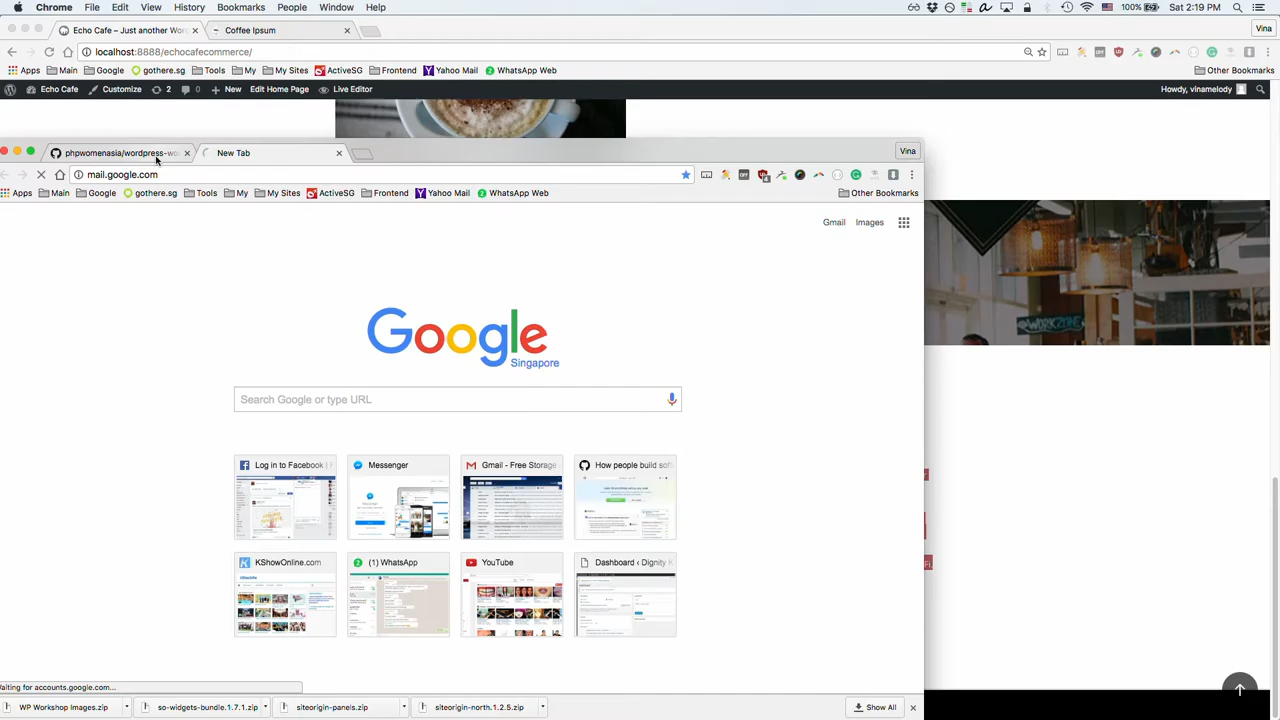 Chrome File Edit View History Bookmarks People Window Help 100% Sat 2:19 PM
Echo Cafe – Just another Wor Coffee Ipsum Vina
localhost:8888/echocafecommerce/
Apps Main Google gothere.sg Tools My My Sites ActiveSG Frontend Yahoo Mail WhatsApp Web Other Bookmarks
Echo Cafe Customize 2 0 New Edit Home Page Live Editor Howdy, vinamelody
phpwomenasia/wordpress-wo New Tab Vina
mail.google.com
Apps Main Google gothere.sg Tools My My Sites ActiveSG Frontend Yahoo Mail WhatsApp Web Other Bookmarks
Gmail Images
Google
Singapore
#WORKZONE
Search Google or type URL
Log in to Facebook | Messenger Gmail - Free Storage How people build sof
KShowOnline.com (1) WhatsApp YouTube Dashboard ‹ Dignity K
Fi.
Waiting for accounts.google.com...
WP Workshop Images.zip so-widgets-bundle.1.7.1.zip siteorigin-panels.zip siteorigin-north.1.2.5.zip Show All